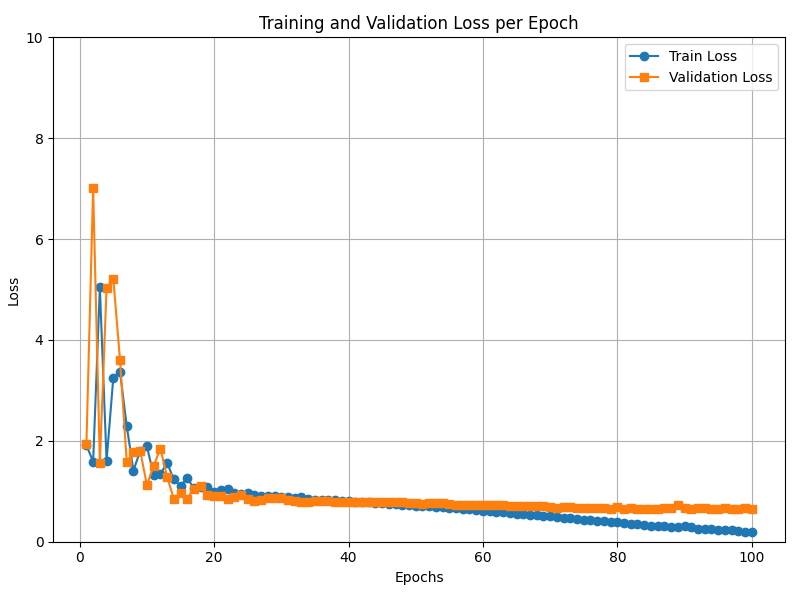 Training and Validation Loss per Epoch
10
8
6
4
2
0
Loss
Train Loss
Validation Loss
0 20 40 60 80 100
Epochs